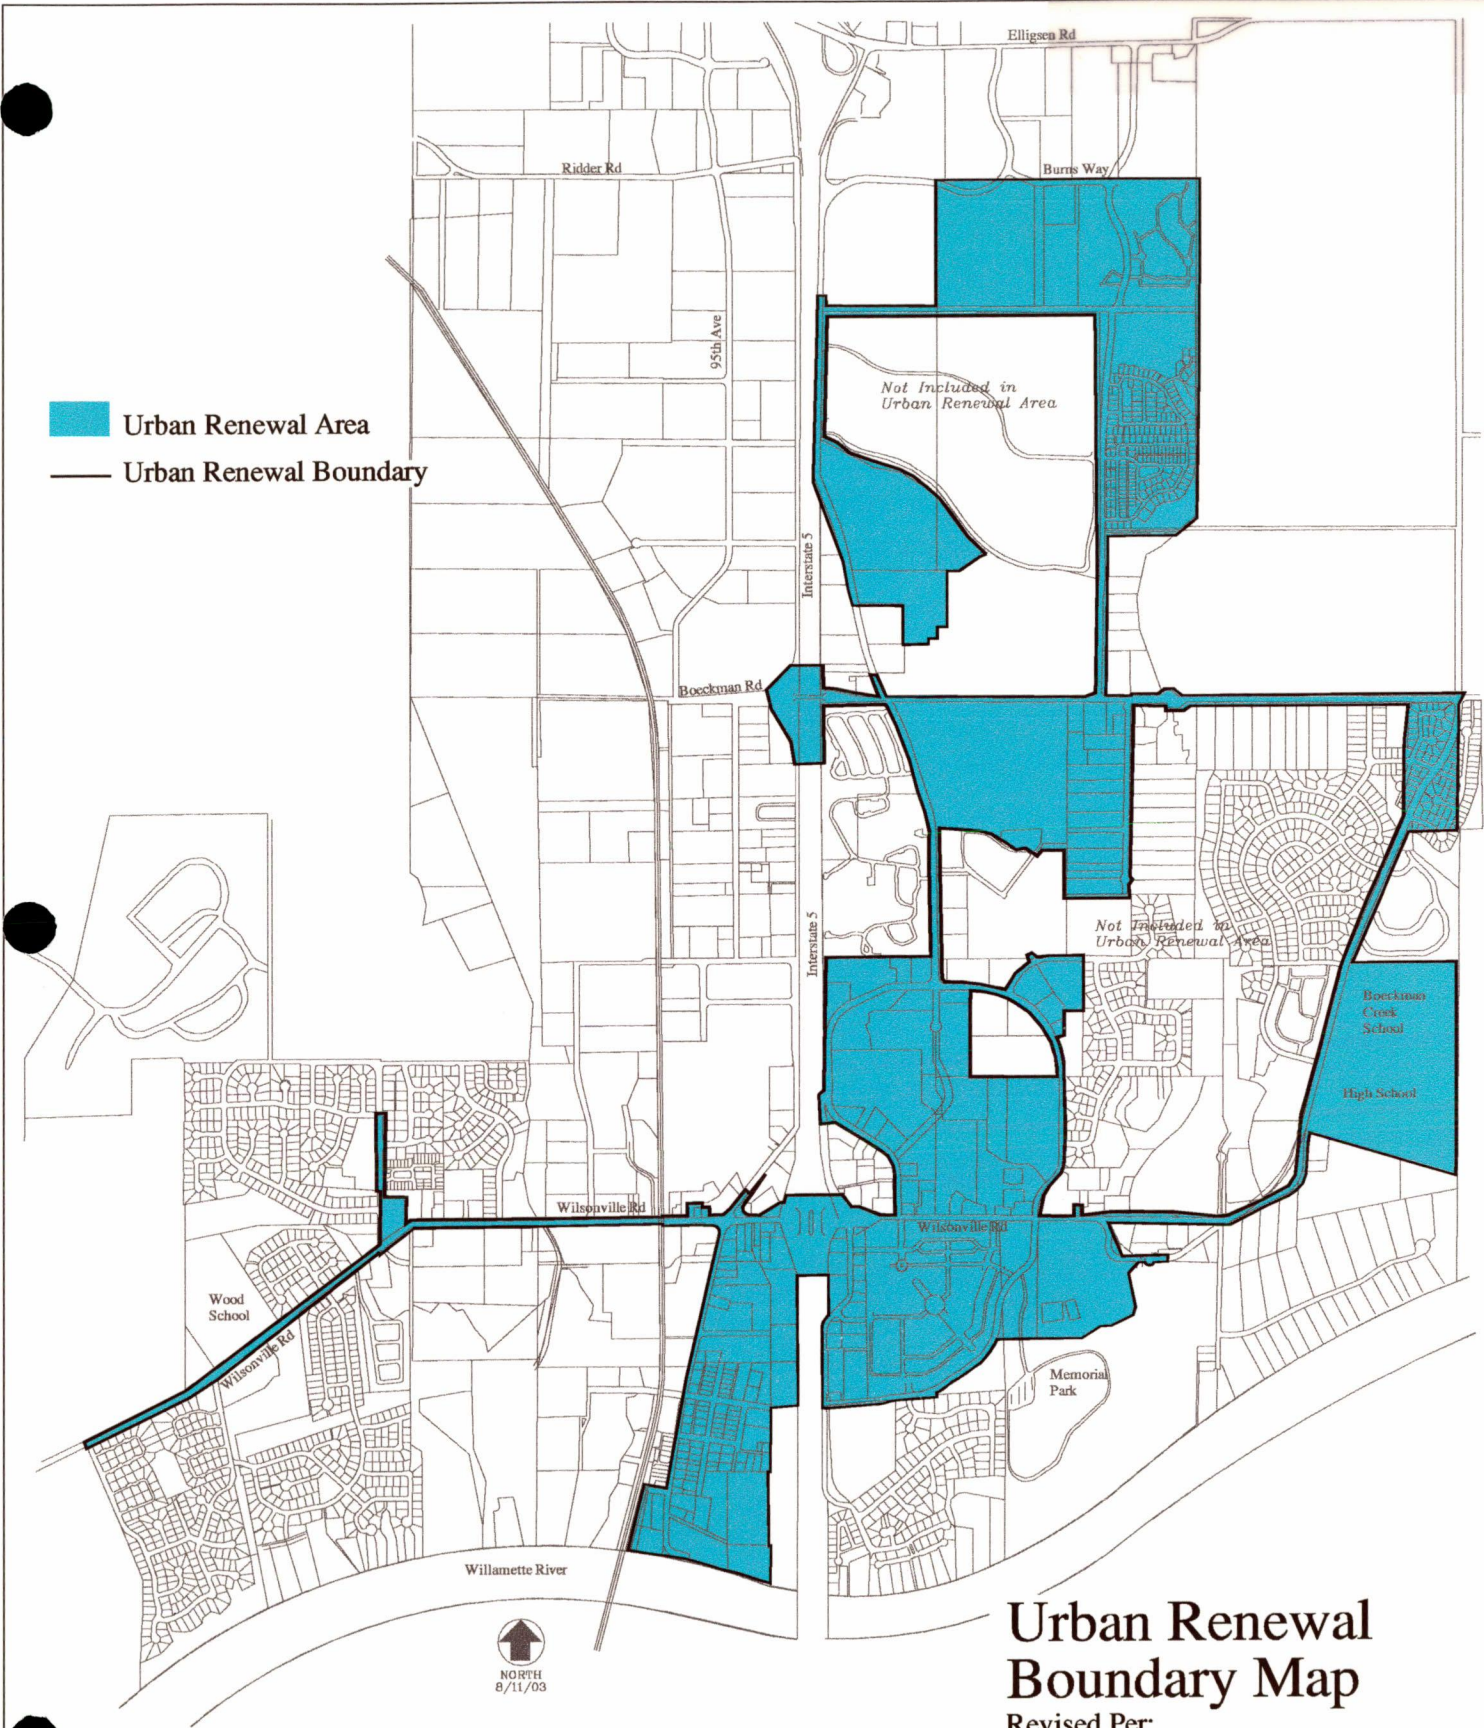 Elligsen Rd
Ridder Rd
Burns Way
95th Ave
Not Included in
Urban Renewal Area
Urban Renewal Area
Urban Renewal Boundary
Interstate 5
Boeckman Rd
Interstate 5
Not Included in
Urban Renewal Area
Boeckman
Creek
School
High School
Wilsonville Rd
Wilsonville Rd
Wood
School
Wilsonville Rd
Memorial
Park
Willamette River
NORTH
8/11/03
Urban Renewal
Boundary Map
Revised Per: